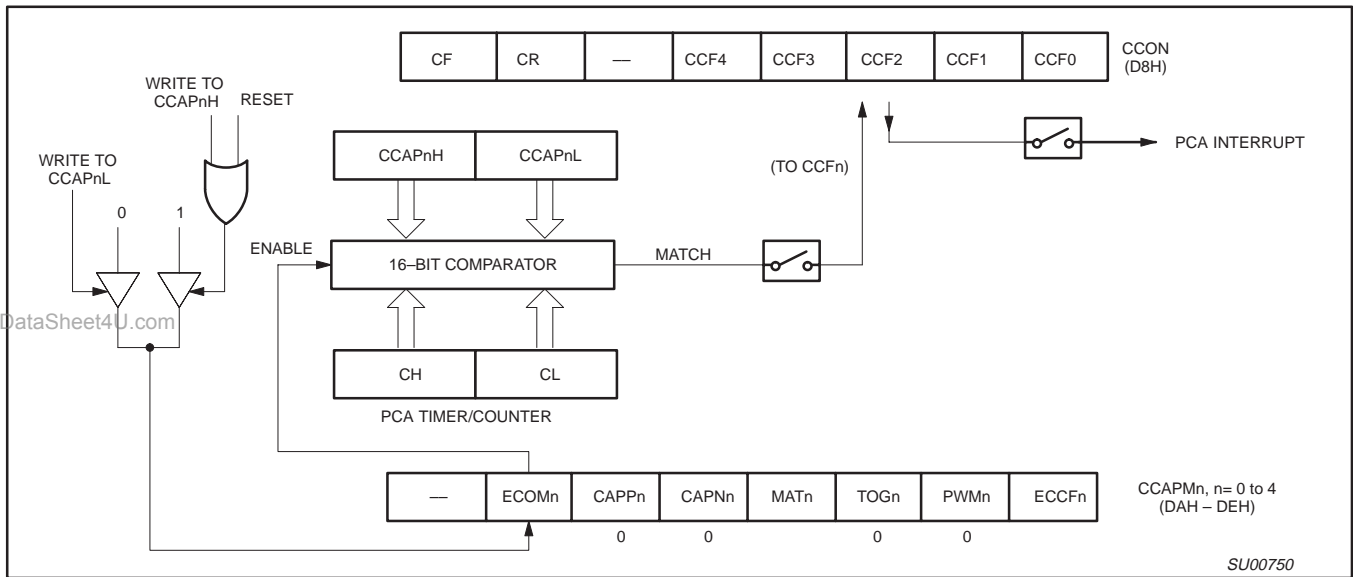 CF CR — CCF4 CCF3 CCF2 CCF1 CCF0
CCON
(D8H)
WRITE TO
CCAPnH
RESET
WRITE TO
CCAPnL
0 1
CCAPnH CCAPnL
(TO CCFn)
PCA INTERRUPT
ENABLE
16–BIT COMPARATOR
MATCH
DataSheet4U.com
CH CL
PCA TIMER/COUNTER
— ECOMn CAPPn CAPNn MATn TOGn PWMn ECCFn
CCAPMn, n= 0 to 4
(DAH – DEH)
0 0 0 0
SU00750